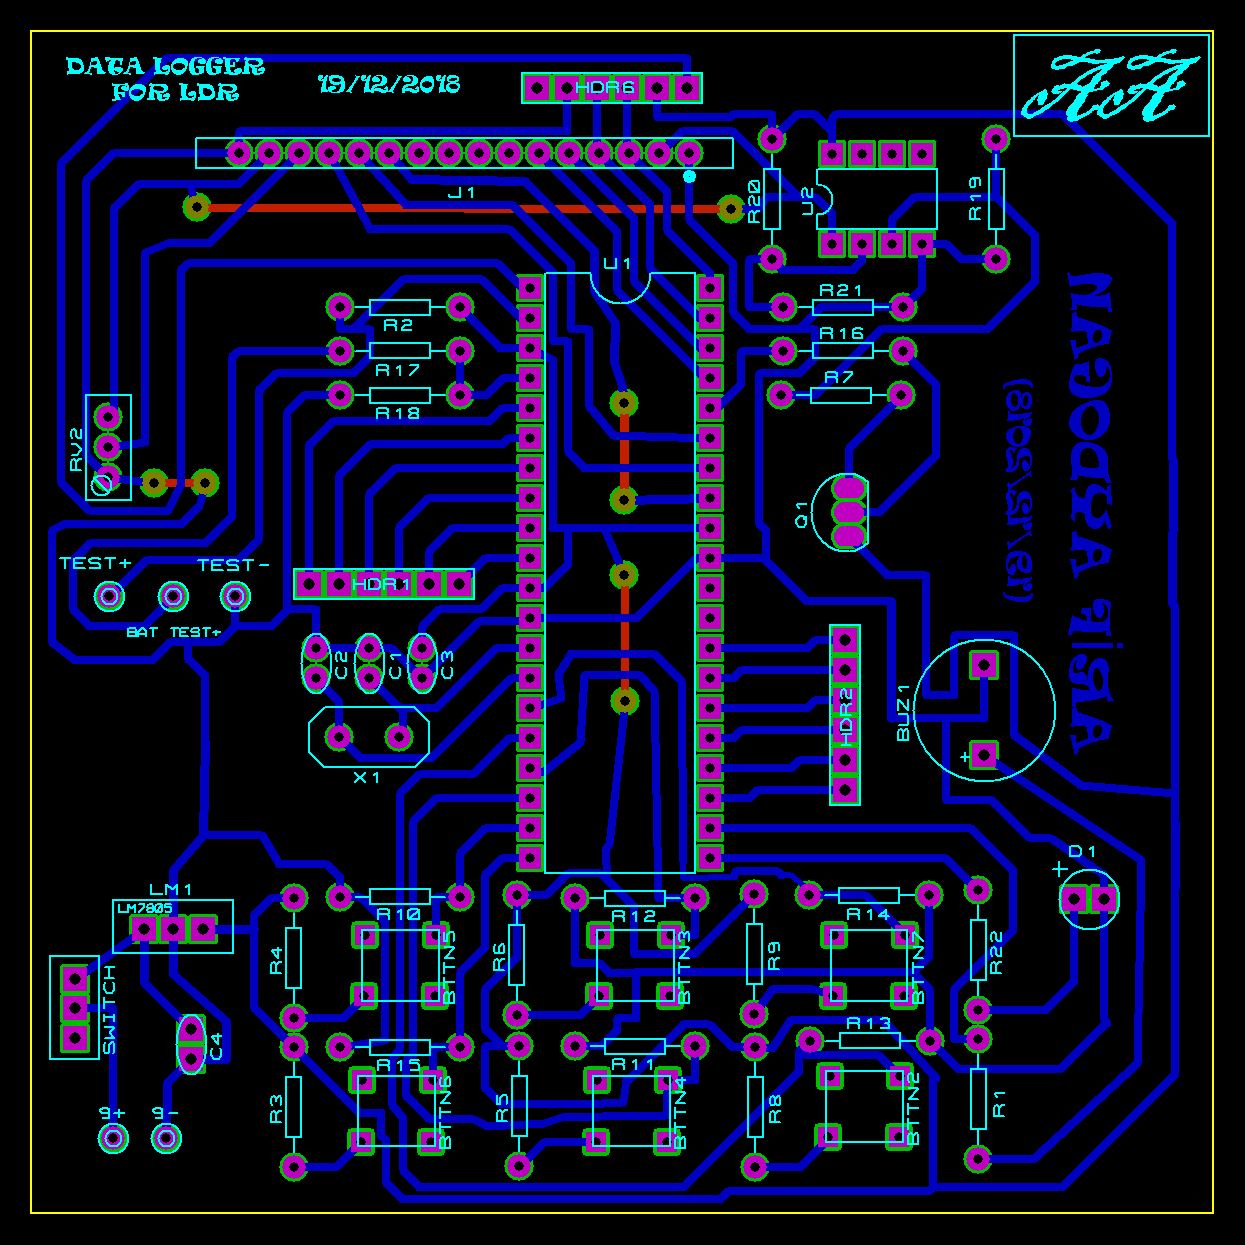 DATA LOGGER
FOR LDR
19/12/2018
HDR6
AA
J1
R20
U2
R19
U1
R2
R17
R18
R21
R16
R7
RV2
Q1
TEST+
TEST-
BAT TEST+
HDR1
C2
C1
C3
X1
HDR2
BUZ1
+
D1
+
LM1
LM7805
R10
R12
R14
R4
BTTN5
R6
BTTN3
R9
BTTN7
R22
SWITCH
C4
R15
R11
R13
R3
BTTN6
R5
BTTN4
R8
BTTN2
R1
9+
9-